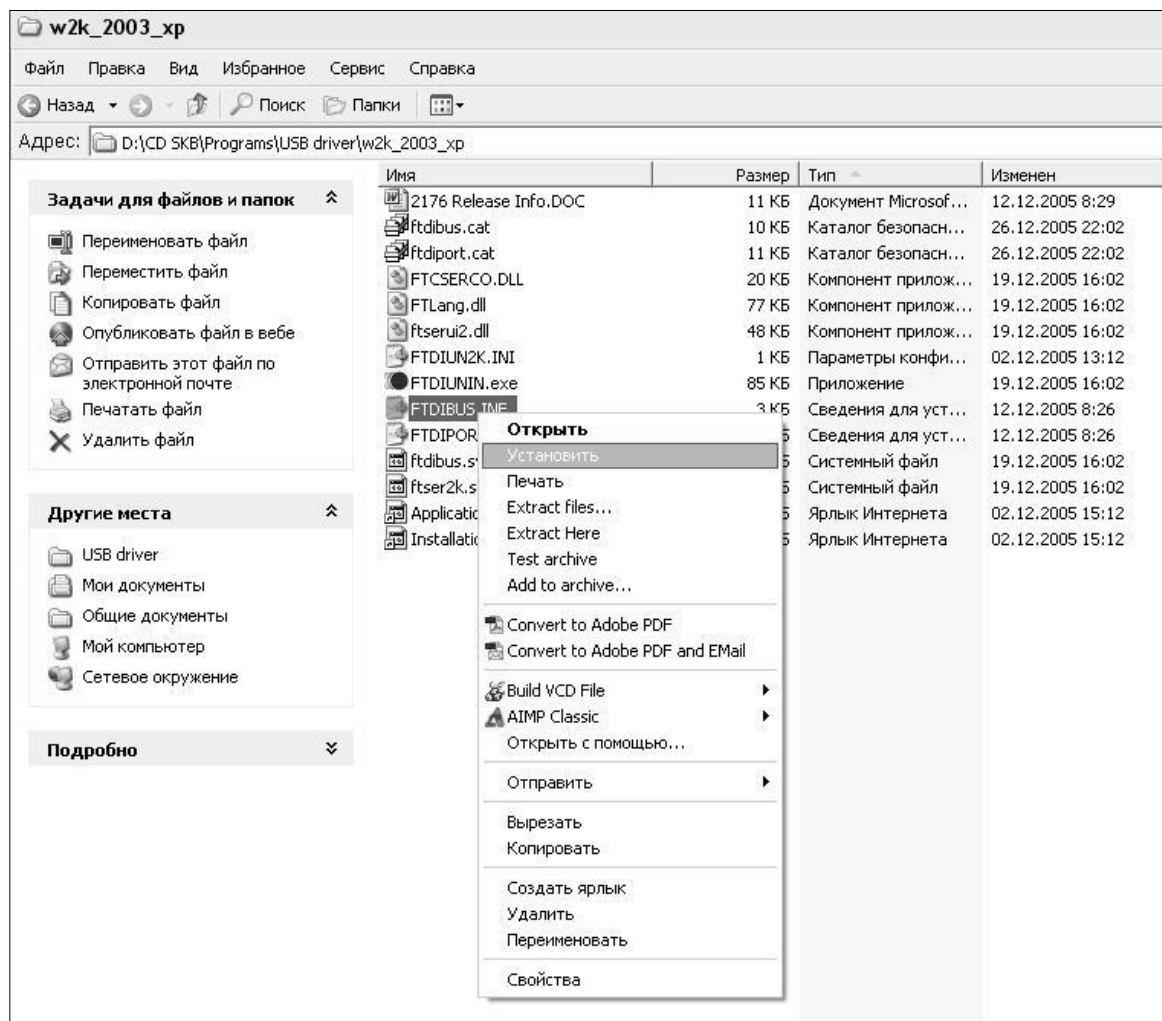 w2k_2003_xp
Файл Правка Вид Избранное Сервис Справка
Назад Поиск Папки
Адрес: D:\CD SKB\Programs\USB driver\w2k_2003_xp
Задачи для файлов и папок
Переименовать файл
Переместить файл
Копировать файл
Опубликовать файл в вебе
Отправить этот файл по
электронной почте
Печатать файл
Удалить файл
Другие места
USB driver
Мои документы
Общие документы
Мой компьютер
Сетевое окружение
Подробно
Имя Размер Тип Изменен
2176 Release Info.DOC 11 КБ Документ Microsof... 12.12.2005 8:29
ftdibus.cat 10 КБ Каталог безопасн... 26.12.2005 22:02
ftdiport.cat 11 КБ Каталог безопасн... 26.12.2005 22:02
FTCSERCO.DLL 20 КБ Компонент прилож... 19.12.2005 16:02
FTLang.dll 77 КБ Компонент прилож... 19.12.2005 16:02
ftserui2.dll 48 КБ Компонент прилож... 19.12.2005 16:02
FTDIUN2K.INI 1 КБ Параметры конфи... 02.12.2005 13:12
FTDIUNIN.exe 85 КБ Приложение 19.12.2005 16:02
FTDIBUS.INF 3 КБ Сведения для уст... 12.12.2005 8:26
FTDIPOR Сведения для уст... 12.12.2005 8:26
ftdibus.s Системный файл 19.12.2005 16:02
ftser2k.s Системный файл 19.12.2005 16:02
Applicatio Ярлык Интернета 02.12.2005 15:12
Installatio Ярлык Интернета 02.12.2005 15:12
Открыть
Установить
Печать
Extract files...
Extract Here
Test archive
Add to archive...
Convert to Adobe PDF
Convert to Adobe PDF and EMail
Build VCD File
AIMP Classic
Открыть с помощью...
Отправить
Вырезать
Копировать
Создать ярлык
Удалить
Переименовать
Свойства